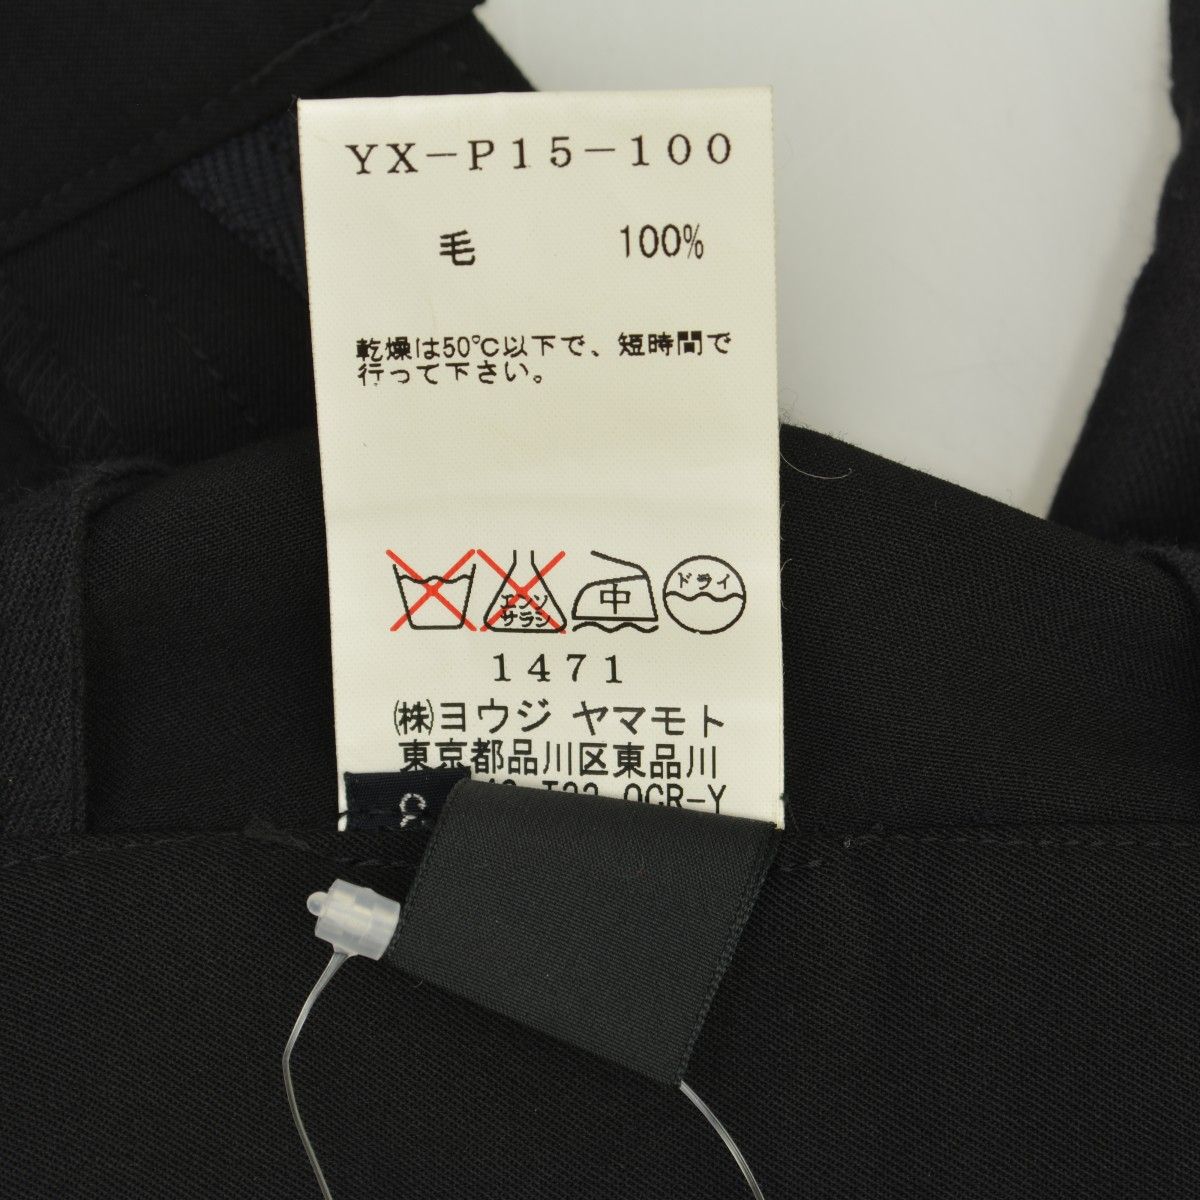 YX-P15-100
毛 100%
乾燥は50℃以下で、短時間で
行って下さい。
エンソ
サラシ
中
ドライ
1471
㈱ヨウジ ヤマモト
東京都品川区東品川
T33 OCR-Y